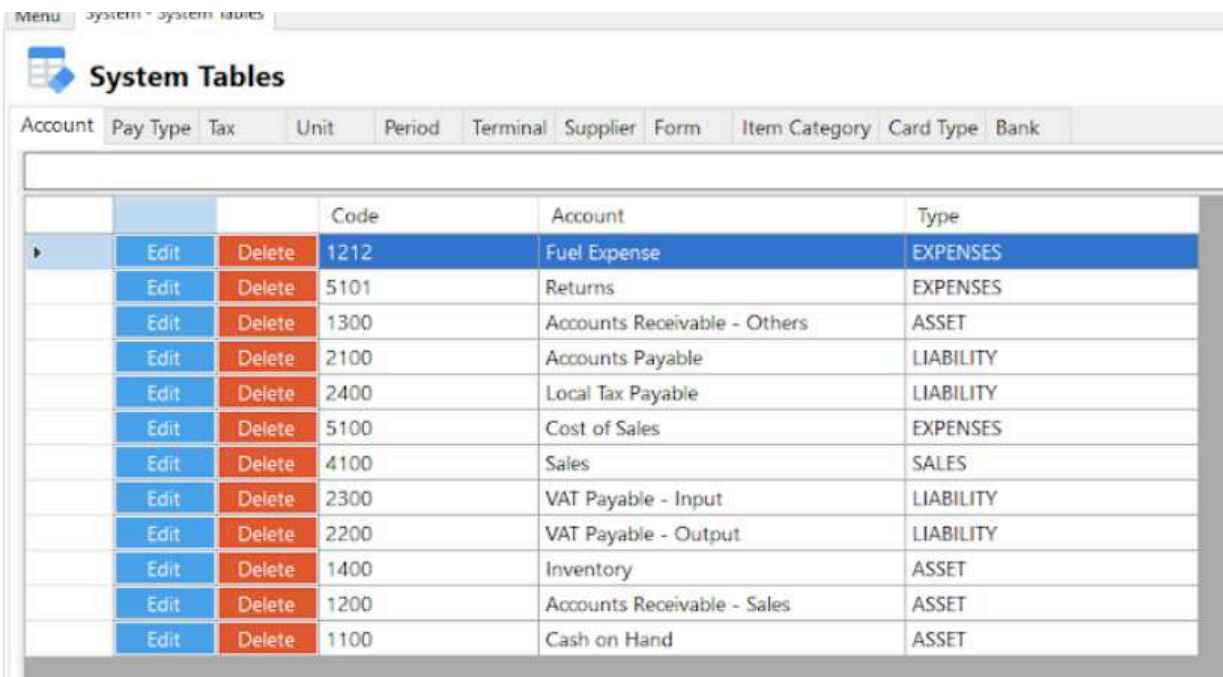 Menu System - System Tables
System Tables
Account Pay Type Tax Unit Period Terminal Supplier Form Item Category Card Type Bank
Code Account Type
Edit Delete 1212 Fuel Expense EXPENSES
Edit Delete 5101 Returns EXPENSES
Edit Delete 1300 Accounts Receivable - Others ASSET
Edit Delete 2100 Accounts Payable LIABILITY
Edit Delete 2400 Local Tax Payable LIABILITY
Edit Delete 5100 Cost of Sales EXPENSES
Edit Delete 4100 Sales SALES
Edit Delete 2300 VAT Payable - Input LIABILITY
Edit Delete 2200 VAT Payable - Output LIABILITY
Edit Delete 1400 Inventory ASSET
Edit Delete 1200 Accounts Receivable - Sales ASSET
Edit Delete 1100 Cash on Hand ASSET